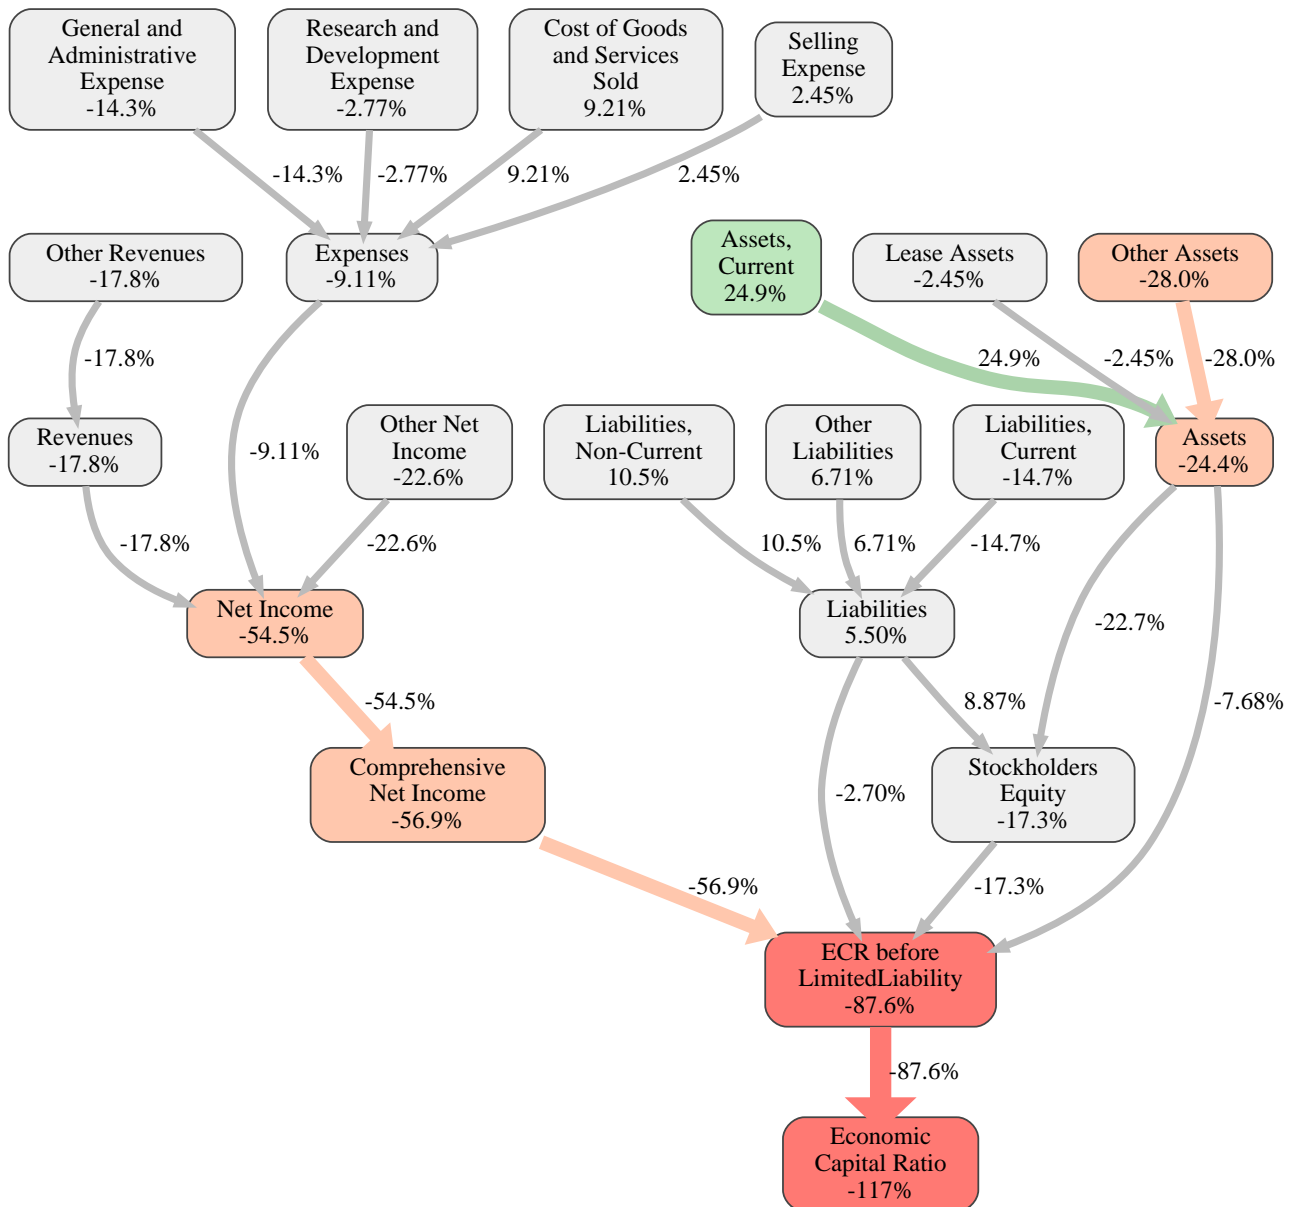 General and
Administrative
Expense
-14.3%
Research and
Development
Expense
-2.77%
Cost of Goods
and Services
Sold
9.21%
Selling
Expense
2.45%
-14.3%
-2.77%
9.21%
2.45%
Other Revenues
-17.8%
Expenses
-9.11%
Assets,
Current
24.9%
Lease Assets
-2.45%
Other Assets
-28.0%
-17.8%
24.9%
-2.45%
-28.0%
Revenues
-17.8%
-9.11%
Other Net
Income
-22.6%
Liabilities,
Non-Current
10.5%
Other
Liabilities
6.71%
Liabilities,
Current
-14.7%
Assets
-24.4%
-17.8%
-22.6%
10.5%
6.71%
-14.7%
Net Income
-54.5%
Liabilities
5.50%
-22.7%
-54.5%
8.87%
-7.68%
Comprehensive
Net Income
-56.9%
-2.70%
Stockholders
Equity
-17.3%
-56.9%
-17.3%
ECR before
LimitedLiability
-87.6%
-87.6%
Economic
Capital Ratio
-117%